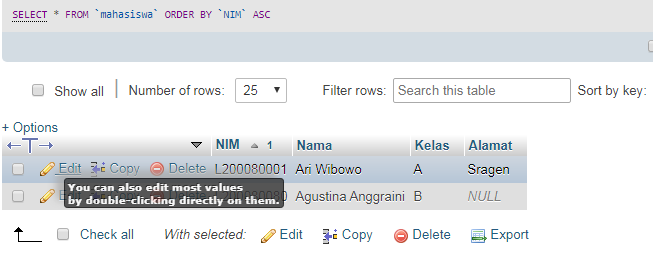 SELECT * FROM `mahasiswa` ORDER BY `NIM` ASC
Show all Number of rows: 25 Filter rows: Search this table Sort by key:
+ Options
NIM 1 Nama Kelas Alamat
Edit Copy Delete L200080001 Ari Wibowo A Sragen
You can also edit most values
by double-clicking directly on them.
Agustina Anggraini B NULL
Check all With selected: Edit Copy Delete Export